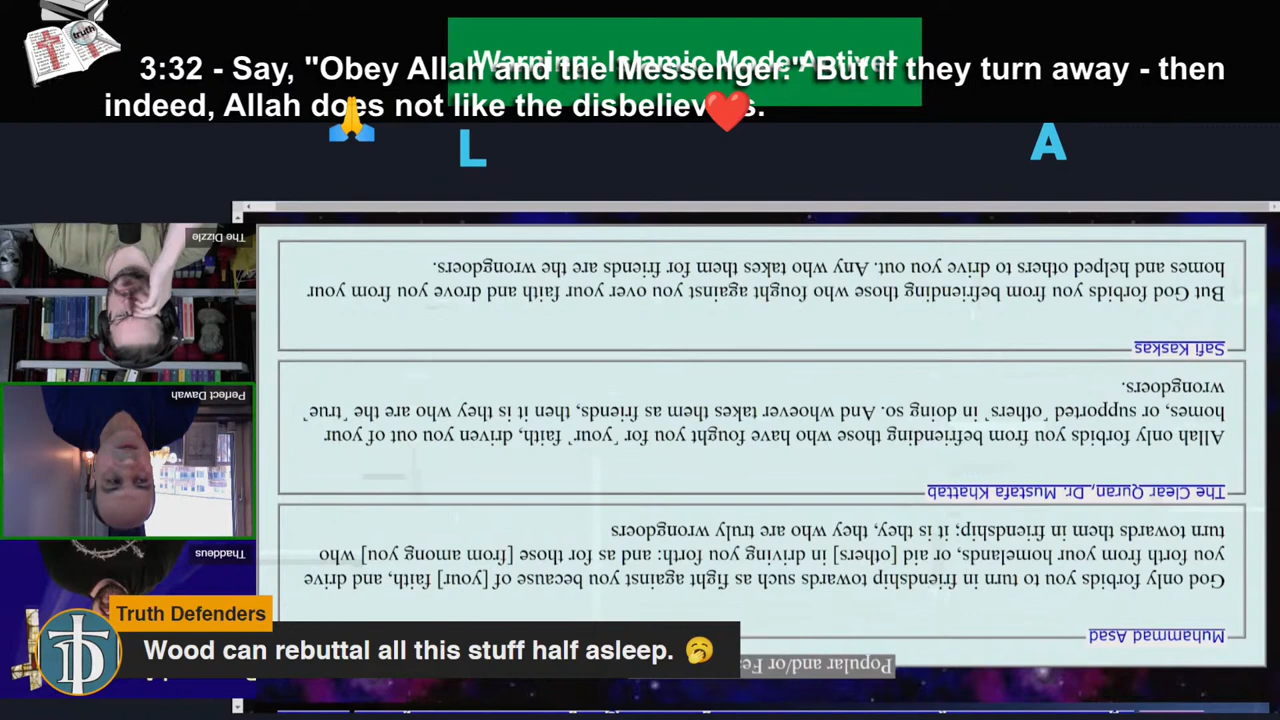 truth
Warning: Islamic Mode Active!
3:32 - Say, "Obey Allah and the Messenger." But if they turn away - then
indeed, Allah does not like the disbelievers.
L
A
The Dizzle
But God forbids you from befriending those who fought against you over your faith and drove you from your
homes and helped others to drive you out. Any who takes them for friends are the wrongdoers.
Safi Kaskas
Allah only forbids you from befriending those who have fought you for ˹your˺ faith, driven you out of your
homes, or supported ˹others˺ in doing so. And whoever takes them as friends, then it is they who are the ˹true˺
wrongdoers.
Perfect Dawah
The Clear Quran, Dr. Mustafa Khattab
God only forbids you to turn in friendship towards such as fight against you because of [your] faith, and drive
you forth from your homelands, or aid [others] in driving you forth: and as for those [from among you] who
turn towards them in friendship; it is they, they who are truly wrongdoers
Thaddeus
Muhammad Asad
Popular and/or Fea
Truth Defenders
Wood can rebuttal all this stuff half asleep. 🥱